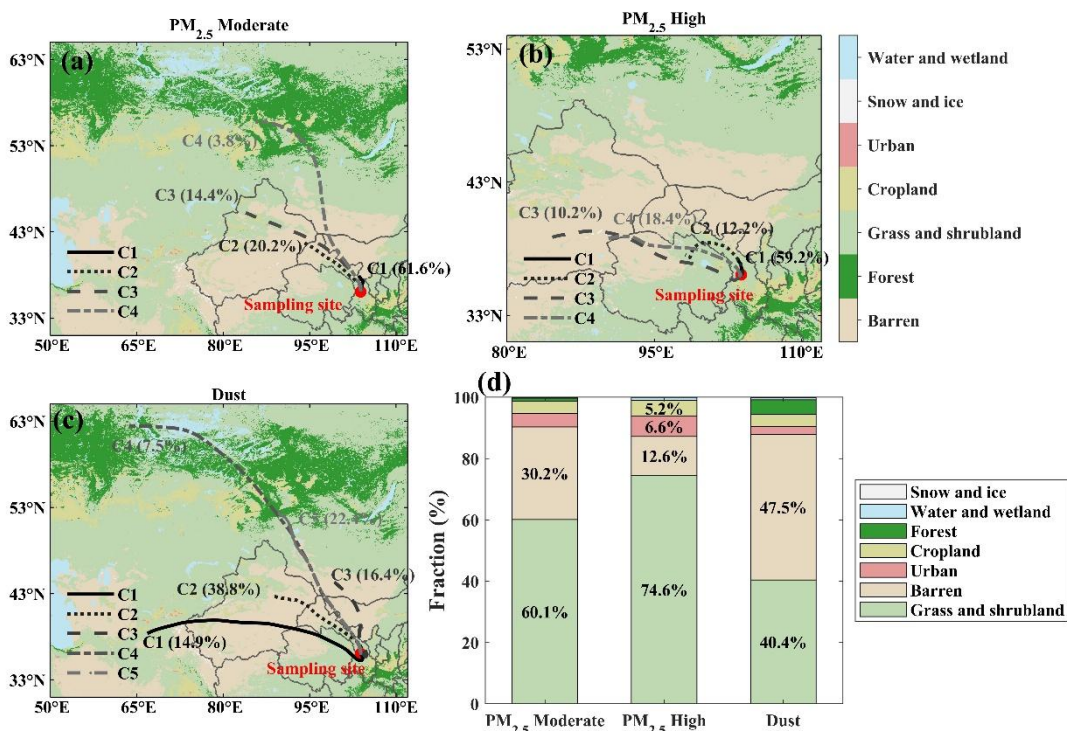 PM2.5 Moderate
(a)
63°N
53°N
43°N
33°N
50°E
65°E
80°E
95°E
110°E
C4 (3.8%)
C3 (14.4%)
C2 (20.2%)
C1 (61.6%)
Sampling site
C1
C2
C3
C4
PM2.5 High
(b)
53°N
43°N
33°N
80°E
95°E
110°E
C3 (10.2%)
C4 (18.4%)
C2 (12.2%)
C1 (59.2%)
Sampling site
C1
C2
C3
C4
Water and wetland
Snow and ice
Urban
Cropland
Grass and shrubland
Forest
Barren
Dust
(c)
63°N
53°N
43°N
33°N
50°E
65°E
80°E
95°E
110°E
C4 (7.5%)
C3 (16.4%)
C2 (38.8%)
C1 (14.9%)
Sampling site
C1
C2
C3
C4
C5
(d)
Fraction (%)
100
80
60
40
20
0
30.2%
60.1%
5.2%
6.6%
12.6%
74.6%
47.5%
40.4%
PM2.5 Moderate
PM2.5 High
Dust
Snow and ice
Water and wetland
Forest
Cropland
Urban
Barren
Grass and shrubland